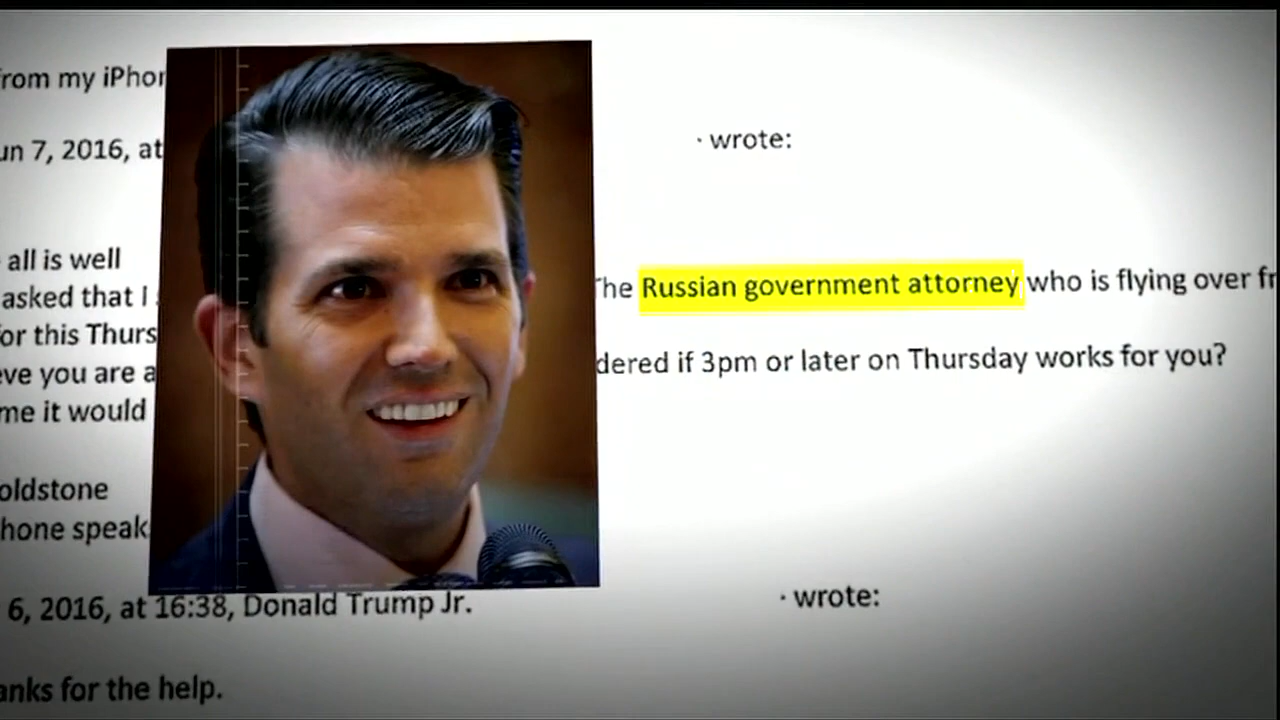 from my iPhon
un 7, 2016, at · wrote:
all is well
asked that I The Russian government attorney who is flying over fr
for this Thurs
eve you are a dered if 3pm or later on Thursday works for you?
me it would
oldstone
hone speak
6, 2016, at 16:38, Donald Trump Jr. · wrote:
anks for the help.